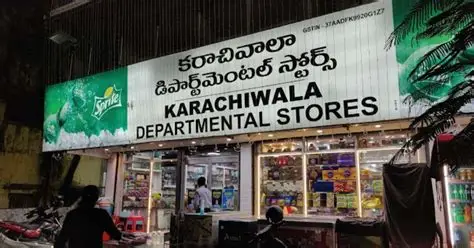 GSTIN - 37AADFK9920G1Z7
కరాచివాలా
డిపార్ట్‌మెంటల్ స్టోర్స్
Sprite
KARACHIWALA
DEPARTMENTAL STORES